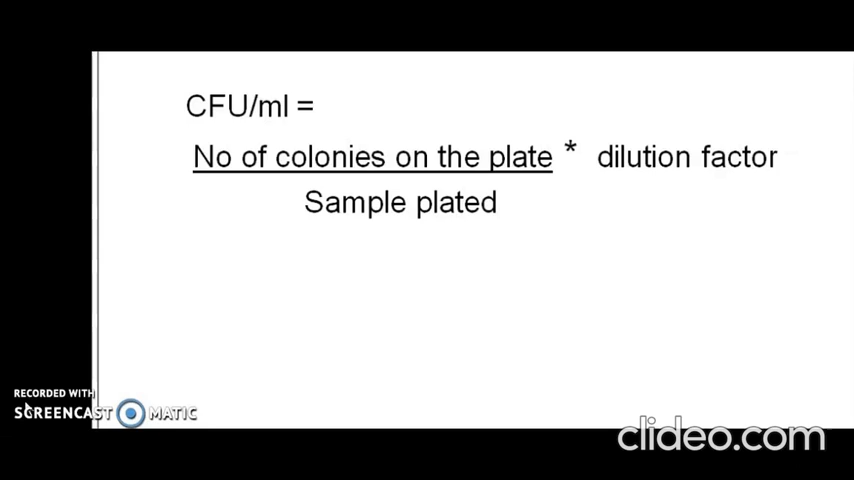 CFU/ml =
No of colonies on the plate * dilution factor
Sample plated
RECORDED WITH
SCREENCAST MATIC
clideo.com